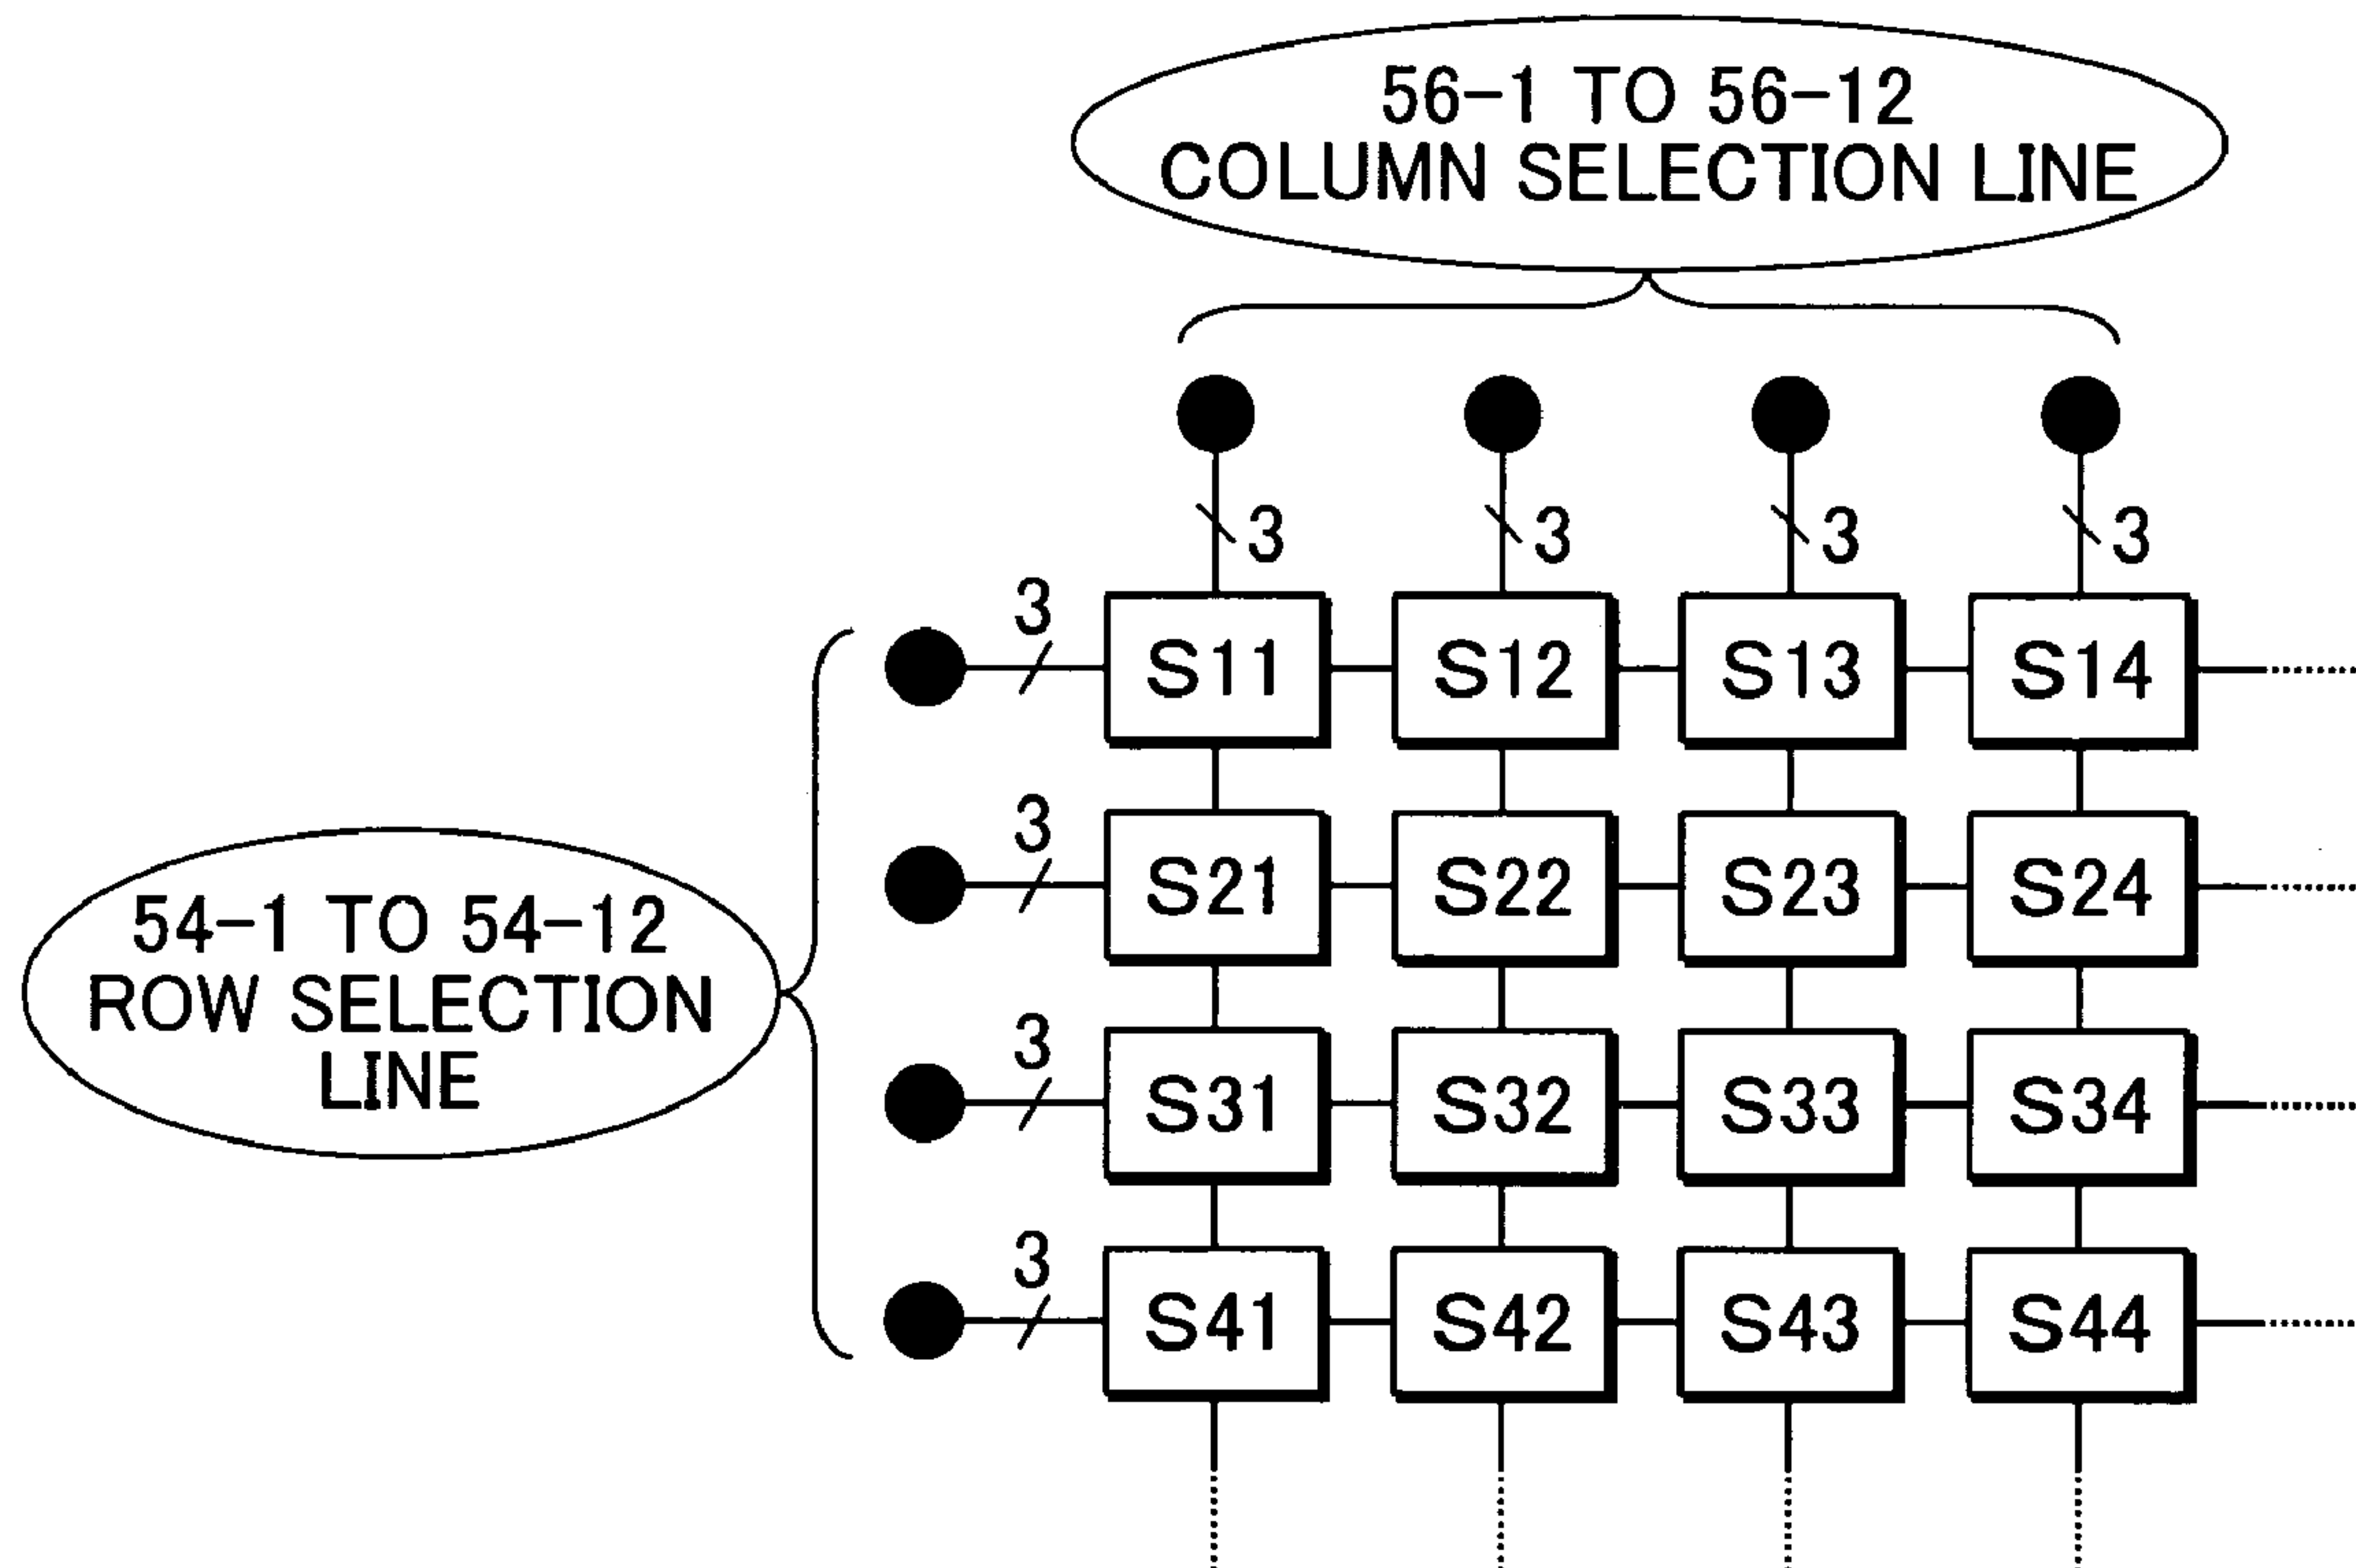 56-1 TO 56-12
COLUMN SELECTION LINE
3 3 3 3
3
S11 S12 S13 S14
3
S21 S22 S23 S24
54-1 TO 54-12
ROW SELECTION
LINE
3
S31 S32 S33 S34
3
S41 S42 S43 S44